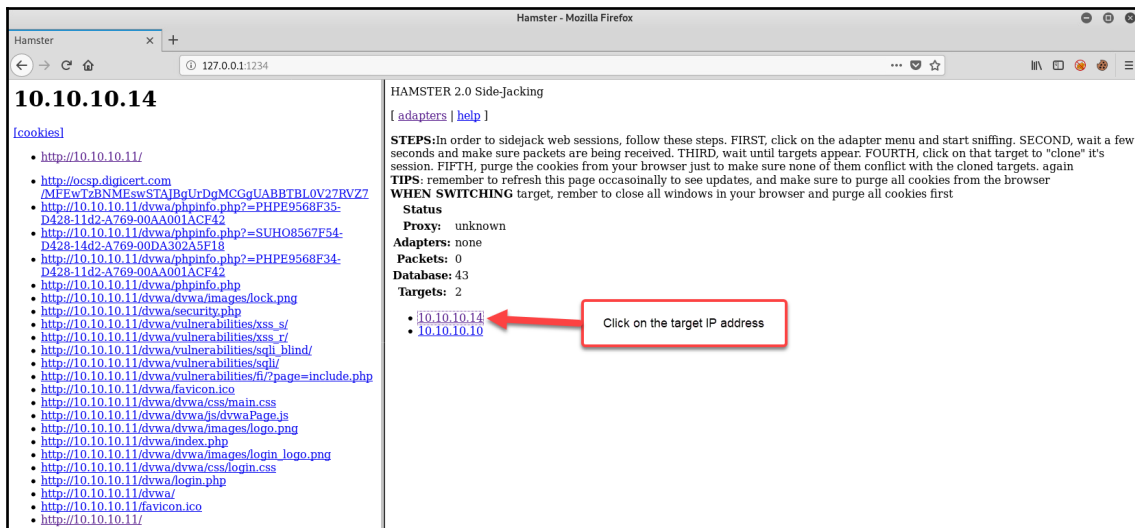 Hamster - Mozilla Firefox
Hamster
127.0.0.1:1234
10.10.10.14
[cookies]
http://10.10.10.11/
http://ocsp.digicert.com
/MFEwTzBNMEswSTAJBgUrDgMCGgUABBTBL0V27RVZ7
http://10.10.10.11/dvwa/phpinfo.php?=PHPE9568F35-
D428-11d2-A769-00AA001ACF42
http://10.10.10.11/dvwa/phpinfo.php?=SUHO8567F54-
D428-14d2-A769-00DA302A5F18
http://10.10.10.11/dvwa/phpinfo.php?=PHPE9568F34-
D428-11d2-A769-00AA001ACF42
http://10.10.10.11/dvwa/phpinfo.php
http://10.10.10.11/dvwa/dvwa/images/lock.png
http://10.10.10.11/dvwa/security.php
http://10.10.10.11/dvwa/vulnerabilities/xss_s/
http://10.10.10.11/dvwa/vulnerabilities/xss_r/
http://10.10.10.11/dvwa/vulnerabilities/sqli_blind/
http://10.10.10.11/dvwa/vulnerabilities/sqli/
http://10.10.10.11/dvwa/vulnerabilities/fi/?page=include.php
http://10.10.10.11/dvwa/favicon.ico
http://10.10.10.11/dvwa/dvwa/css/main.css
http://10.10.10.11/dvwa/dvwa/js/dvwaPage.js
http://10.10.10.11/dvwa/dvwa/images/logo.png
http://10.10.10.11/dvwa/index.php
http://10.10.10.11/dvwa/dvwa/images/login_logo.png
http://10.10.10.11/dvwa/dvwa/css/login.css
http://10.10.10.11/dvwa/login.php
http://10.10.10.11/dvwa/
http://10.10.10.11/favicon.ico
http://10.10.10.11/
HAMSTER 2.0 Side-Jacking
[ adapters | help ]
STEPS:In order to sidejack web sessions, follow these steps. FIRST, click on the adapter menu and start sniffing. SECOND, wait a few
seconds and make sure packets are being received. THIRD, wait until targets appear. FOURTH, click on that target to "clone" it's
session. FIFTH, purge the cookies from your browser just to make sure none of them conflict with the cloned targets. again
TIPS: remember to refresh this page occasoinally to see updates, and make sure to purge all cookies from the browser
WHEN SWITCHING target, rember to close all windows in your browser and purge all cookies first
Status
Proxy: unknown
Adapters: none
Packets: 0
Database: 43
Targets: 2
10.10.10.14
10.10.10.10
Click on the target IP address